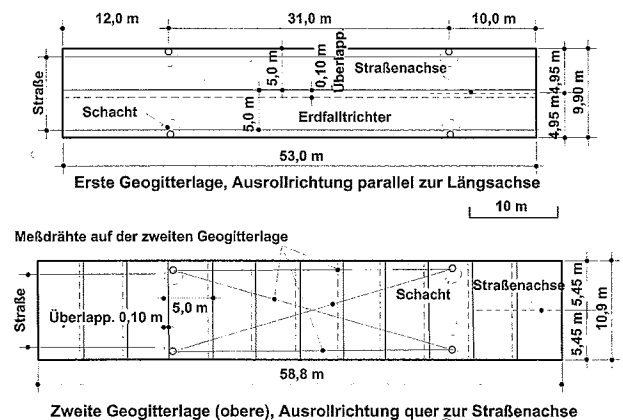 12,0 m
31,0 m
10,0 m
Straße
5,0 m
0,10 m
Überlapp.
Straßenachse
Schacht
5,0 m
Erdfalltrichter
4,95 m
4,95 m
9,90 m
53,0 m
Erste Geogitterlage, Ausrollrichtung parallel zur Längsachse
10 m
Meßdrähte auf der zweiten Geogitterlage
Straße
Überlapp. 0,10 m
5,0 m
Schacht
Straßenachse
5,45 m
5,45 m
10,9 m
58,8 m
Zweite Geogitterlage (obere), Ausrollrichtung quer zur Straßenachse